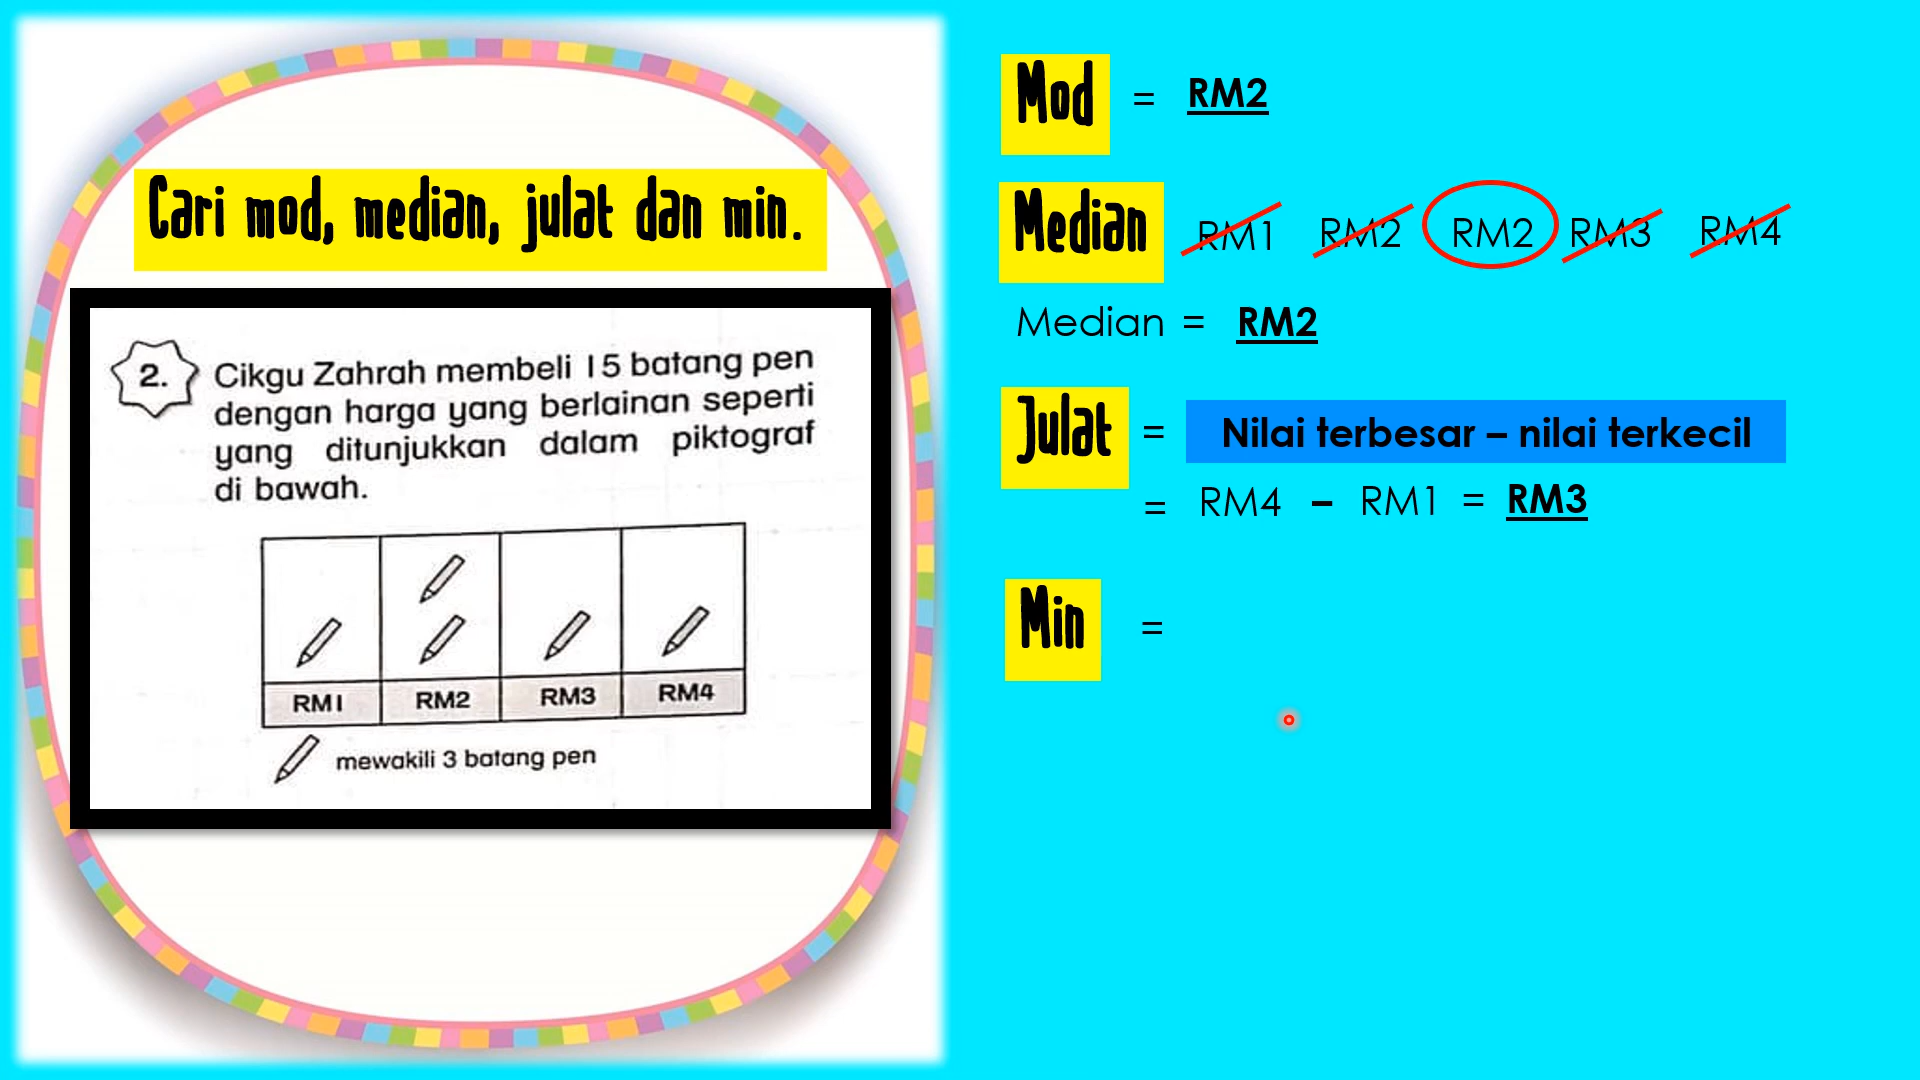 Cari mod, median, julat dan min.
2.
Cikgu Zahrah membeli 15 batang pen
dengan harga yang berlainan seperti
yang ditunjukkan dalam piktograf
di bawah.
RM1 RM2 RM3 RM4
mewakili 3 batang pen
Mod = RM2
Median RM1 RM2 RM2 RM3 RM4
Median = RM2
Julat = Nilai terbesar – nilai terkecil
= RM4 – RM1 = RM3
Min =